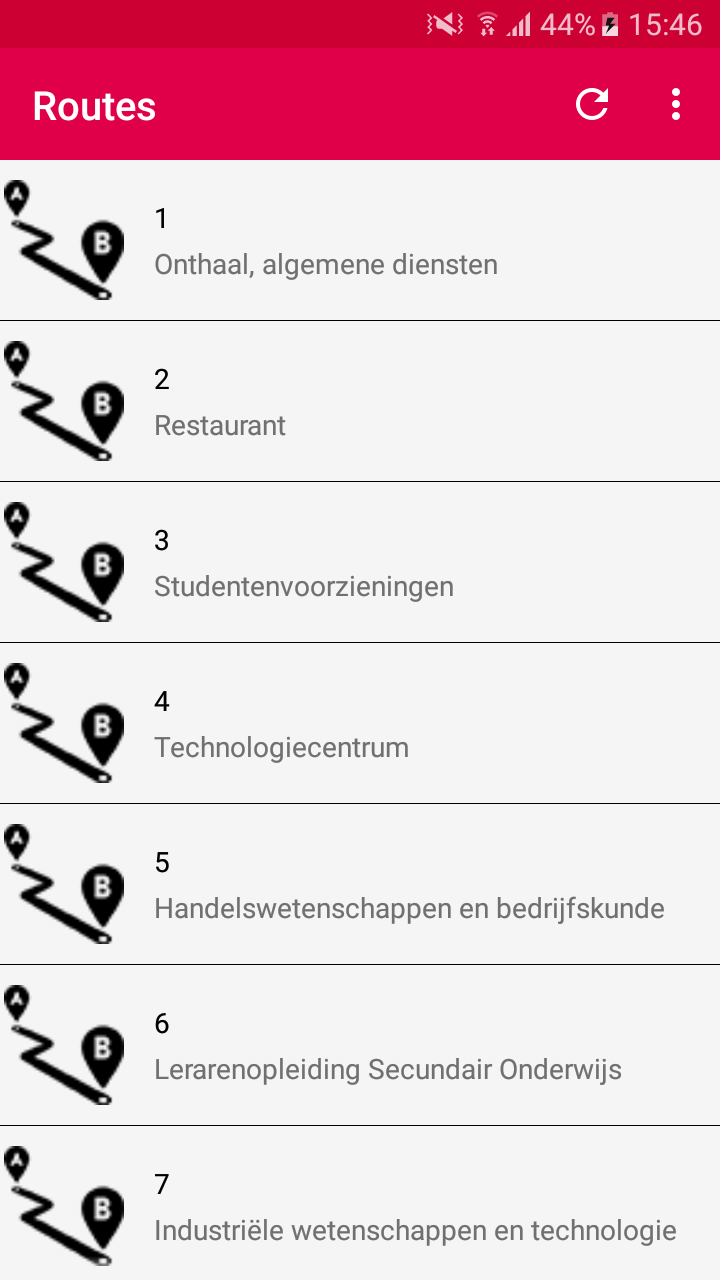 44% 15:46
Routes
A
B
1
Onthaal, algemene diensten
A
B
2
Restaurant
A
B
3
Studentenvoorzieningen
A
B
4
Technologiecentrum
A
B
5
Handelswetenschappen en bedrijfskunde
A
B
6
Lerarenopleiding Secundair Onderwijs
A
B
7
Industriële wetenschappen en technologie